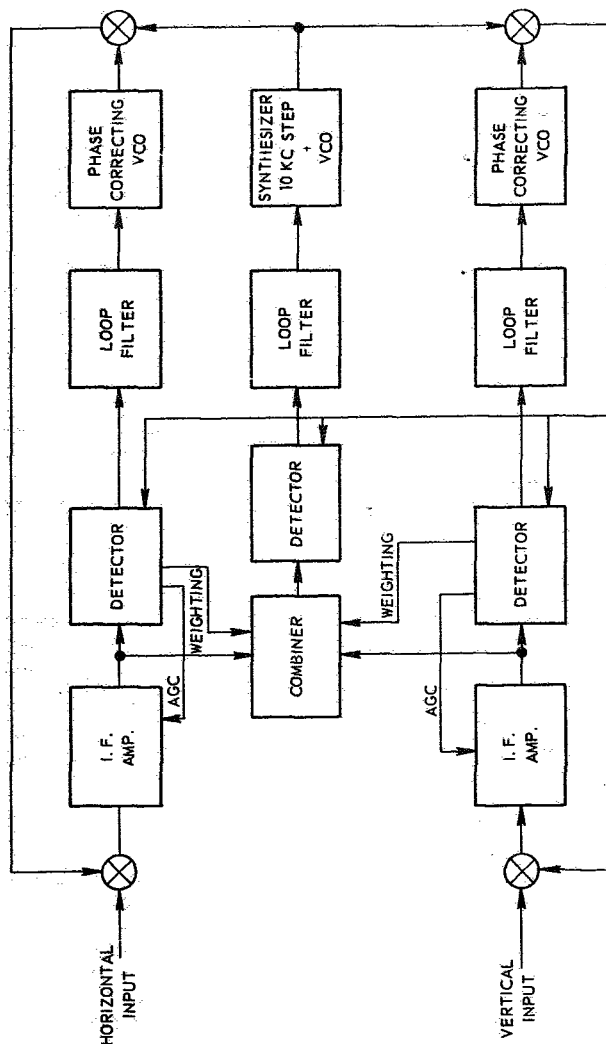 HORIZONTAL
INPUT
I. F.
AMP.
AGC
WEIGHTING
DETECTOR
LOOP
FILTER
PHASE
CORRECTING
VCO
COMBINER
DETECTOR
LOOP
FILTER
SYNTHESIZER
10 KC STEP
+
VCO
VERTICAL
INPUT
I. F.
AMP.
AGC
WEIGHTING
DETECTOR
LOOP
FILTER
PHASE
CORRECTING
VCO